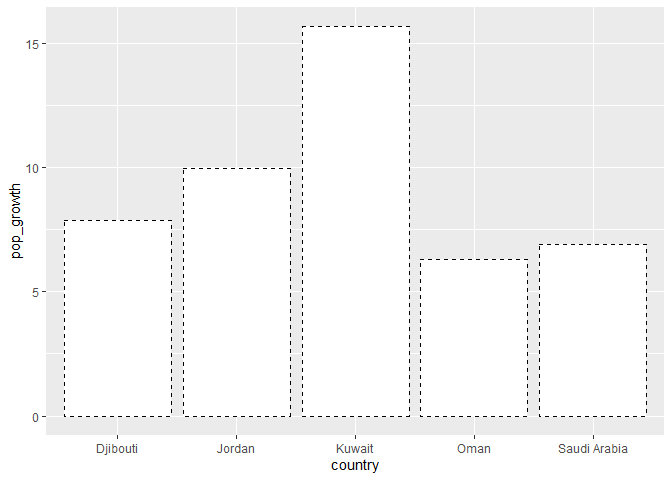 pop_growth
15
10
5
0
Djibouti
Jordan
Kuwait
Oman
Saudi Arabia
country